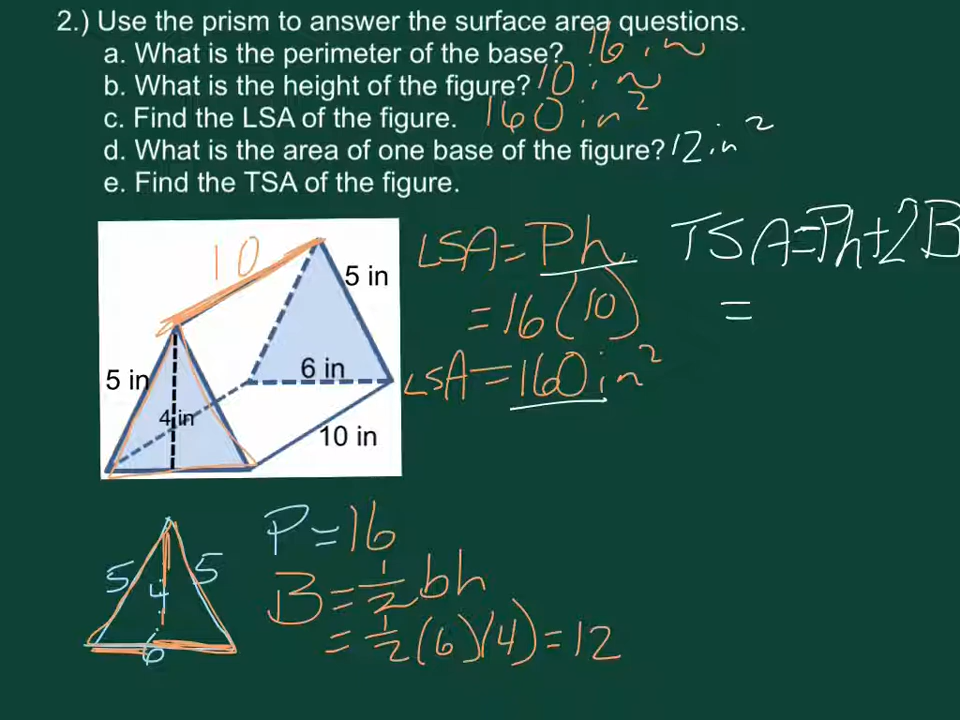 2.) Use the prism to answer the surface area questions.
a. What is the perimeter of the base? 16 in
b. What is the height of the figure? 10 in
c. Find the LSA of the figure. 160 in²
d. What is the area of one base of the figure? 12 in²
e. Find the TSA of the figure.
10
5 in
5 in
6 in
4 in
10 in
LSA = Ph
= 16(10)
LSA = 160 in²
TSA = Ph + 2B
=
5
4
5
6
P = 16
B = ½ bh
= ½ (6)(4) = 12